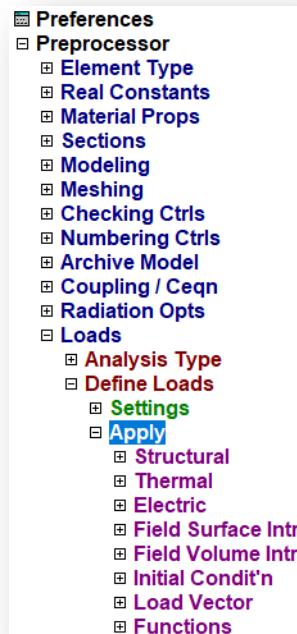 Preferences
Preprocessor
Element Type
Real Constants
Material Props
Sections
Modeling
Meshing
Checking Ctrls
Numbering Ctrls
Archive Model
Coupling / Ceqn
Radiation Opts
Loads
Analysis Type
Define Loads
Settings
Apply
Structural
Thermal
Electric
Field Surface Intr
Field Volume Intr
Initial Condit'n
Load Vector
Functions